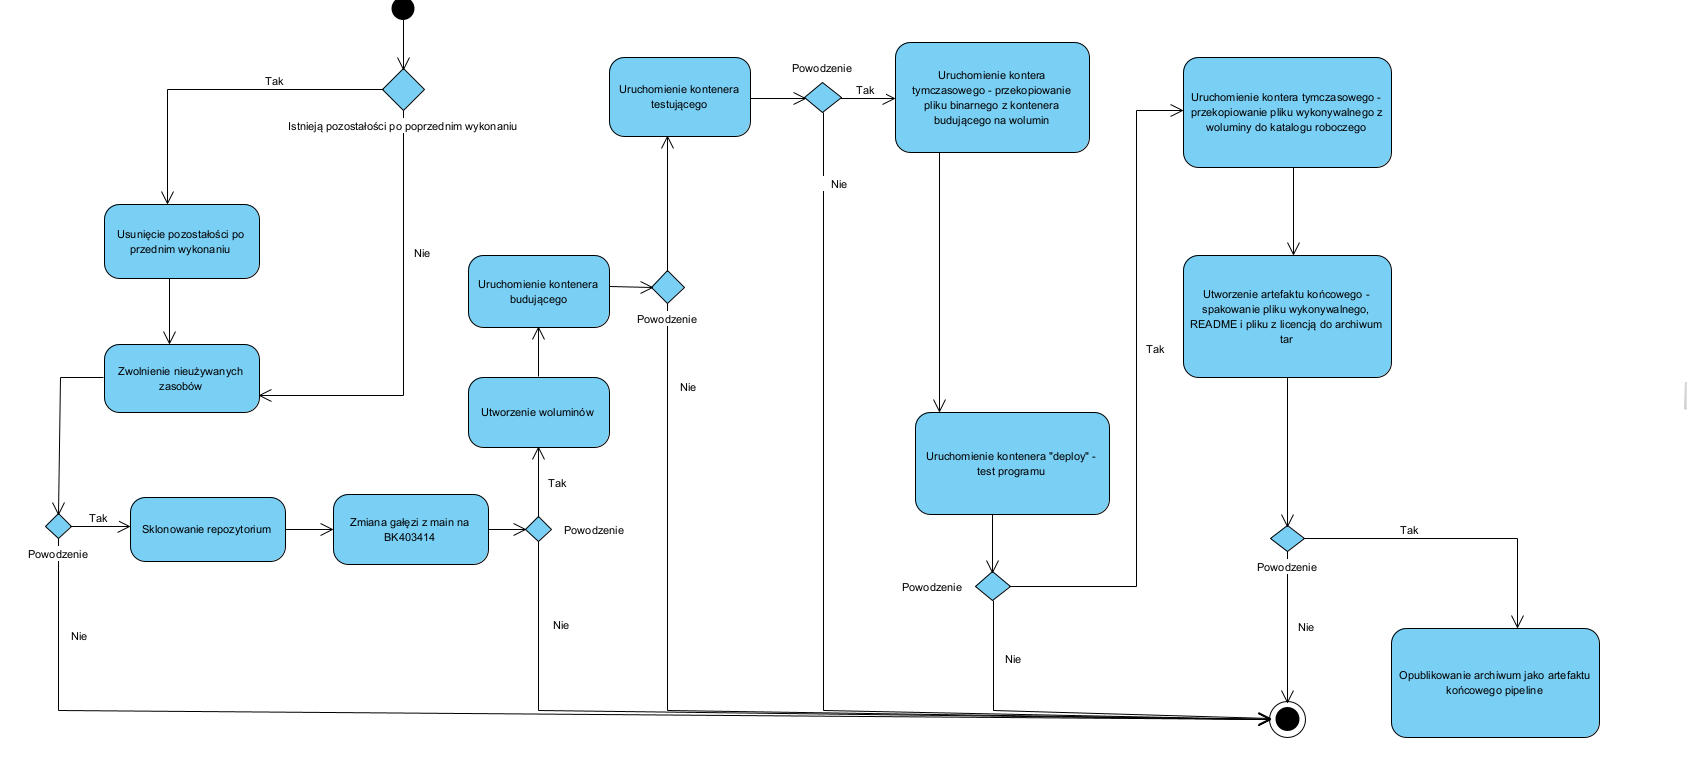 Tak
Istnieją pozostałości po poprzednim wykonaniu
Usunięcie pozostałości po
przednim wykonaniu
Nie
Zwolnienie nieużywanych
zasobów
Tak
Powodzenie
Nie
Sklonowanie repozytorium
Zmiana gałęzi z main na
BK403414
Powodzenie
Tak
Nie
Utworzenie woluminów
Uruchomienie kontenera
budującego
Powodzenie
Nie
Uruchomienie kontenera
testującego
Powodzenie
Tak
Nie
Uruchomienie kontera
tymczasowego - przekopiowanie
pliku binarnego z kontenera
budującego na wolumin
Uruchomienie kontenera "deploy" -
test programu
Powodzenie
Nie
Tak
Uruchomienie kontera tymczasowego -
przekopiowanie pliku wykonywalnego z
woluminy do katalogu roboczego
Utworzenie artefaktu końcowego -
spakowanie pliku wykonywalnego,
README i pliku z licencją do archiwum
tar
Tak
Powodzenie
Nie
Opublikowanie archiwum jako artefaktu
końcowego pipeline